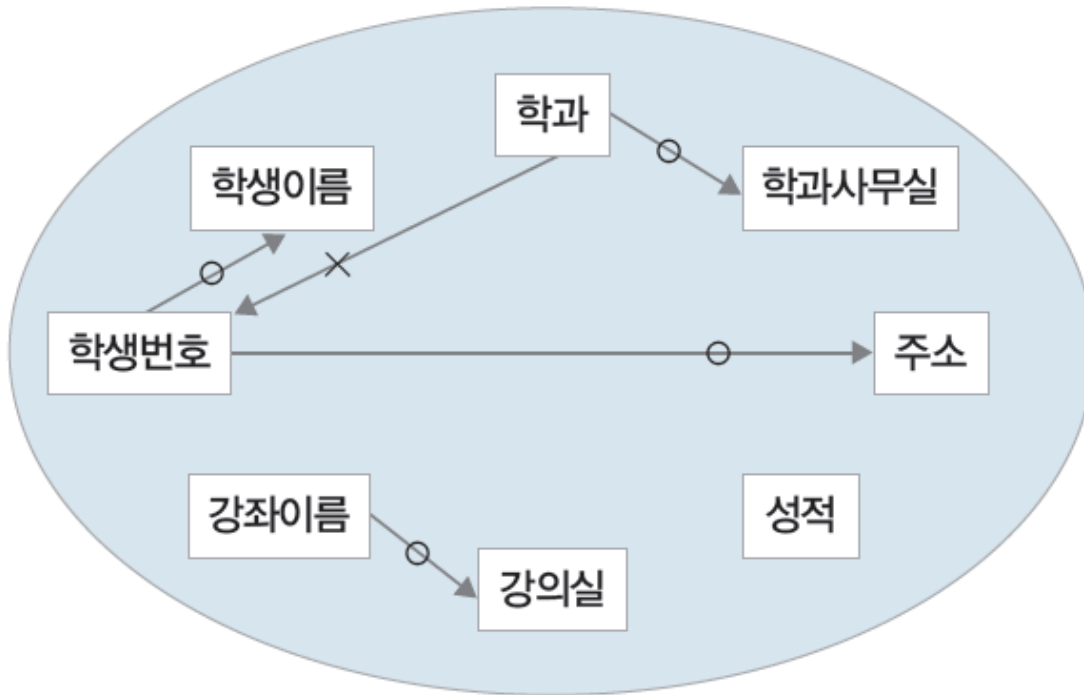 학과
학생이름
학과사무실
학생번호
주소
강좌이름
성적
강의실